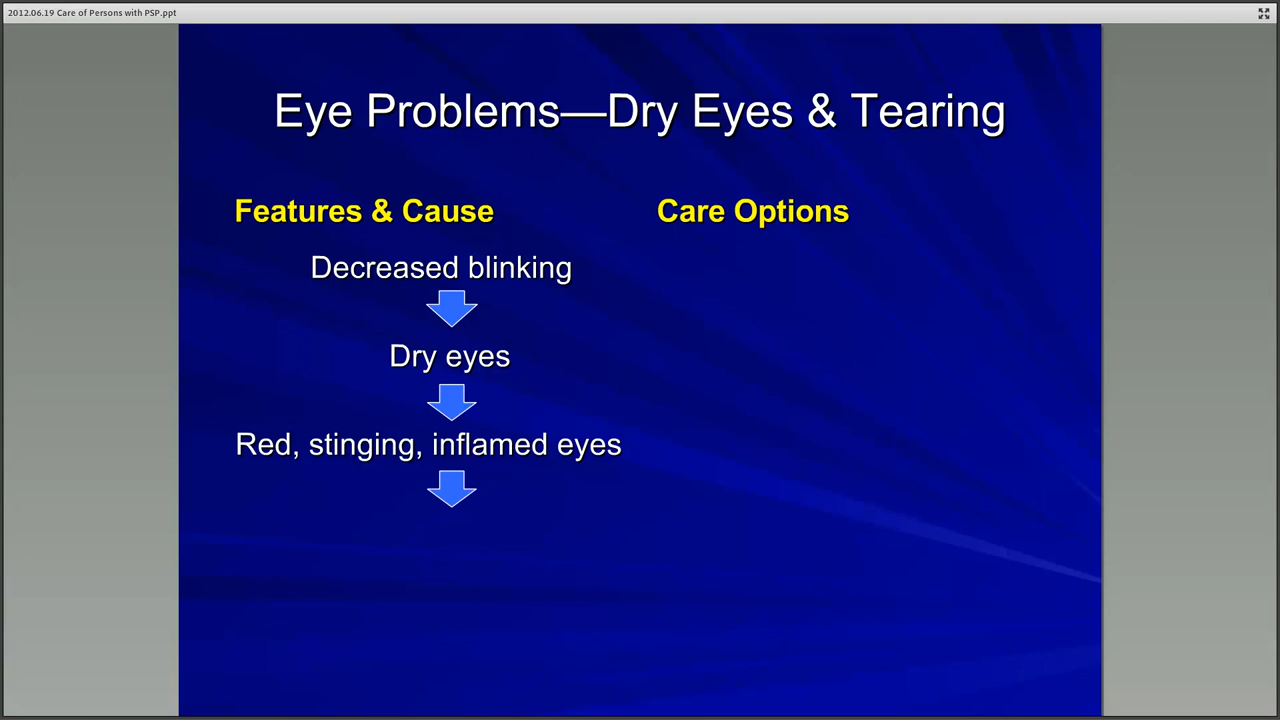 2012.06.19 Care of Persons with PSP.ppt
Eye Problems—Dry Eyes & Tearing
Features & Cause
Decreased blinking
Dry eyes
Red, stinging, inflamed eyes
Care Options